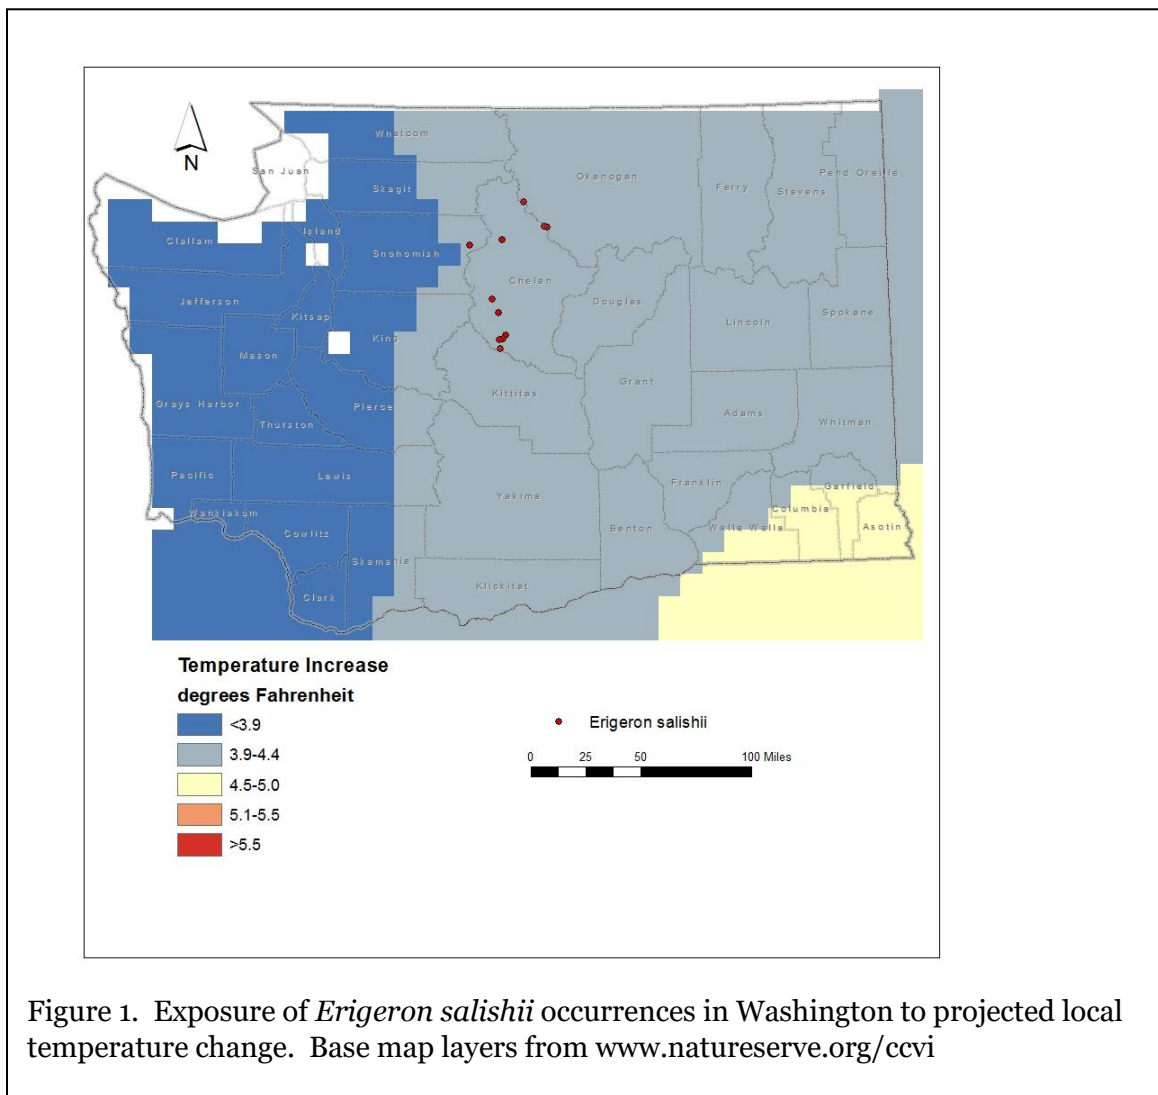 N
Whatcom
San Juan
Skagit
Okanogan
Ferry
Stevens
Pend Oreille
Island
Clallam
Snohomish
Chelan
Douglas
Jefferson
Kitsap
King
Lincoln
Spokane
Mason
Grant
Kittitas
Grays Harbor
Pierce
Adams
Whitman
Thurston
Pacific
Lewis
Yakima
Franklin
Garfield
Columbia
Wahkiakum
Cowlitz
Benton
Walla Walla
Asotin
Skamania
Klickitat
Clark
Temperature Increase
degrees Fahrenheit
<3.9
3.9-4.4
4.5-5.0
5.1-5.5
>5.5
Erigeron salishii
0 25 50 100 Miles
Figure 1. Exposure of Erigeron salishii occurrences in Washington to projected local
temperature change. Base map layers from www.natureserve.org/ccvi